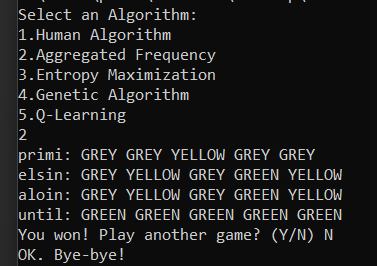 Select an Algorithm:
1.Human Algorithm
2.Aggregated Frequency
3.Entropy Maximization
4.Genetic Algorithm
5.Q-Learning
2
primi: GREY GREY YELLOW GREY GREY
elsin: GREY YELLOW GREY GREEN YELLOW
aloin: GREY YELLOW GREY GREEN YELLOW
until: GREEN GREEN GREEN GREEN GREEN
You won! Play another game? (Y/N) N
OK. Bye-bye!